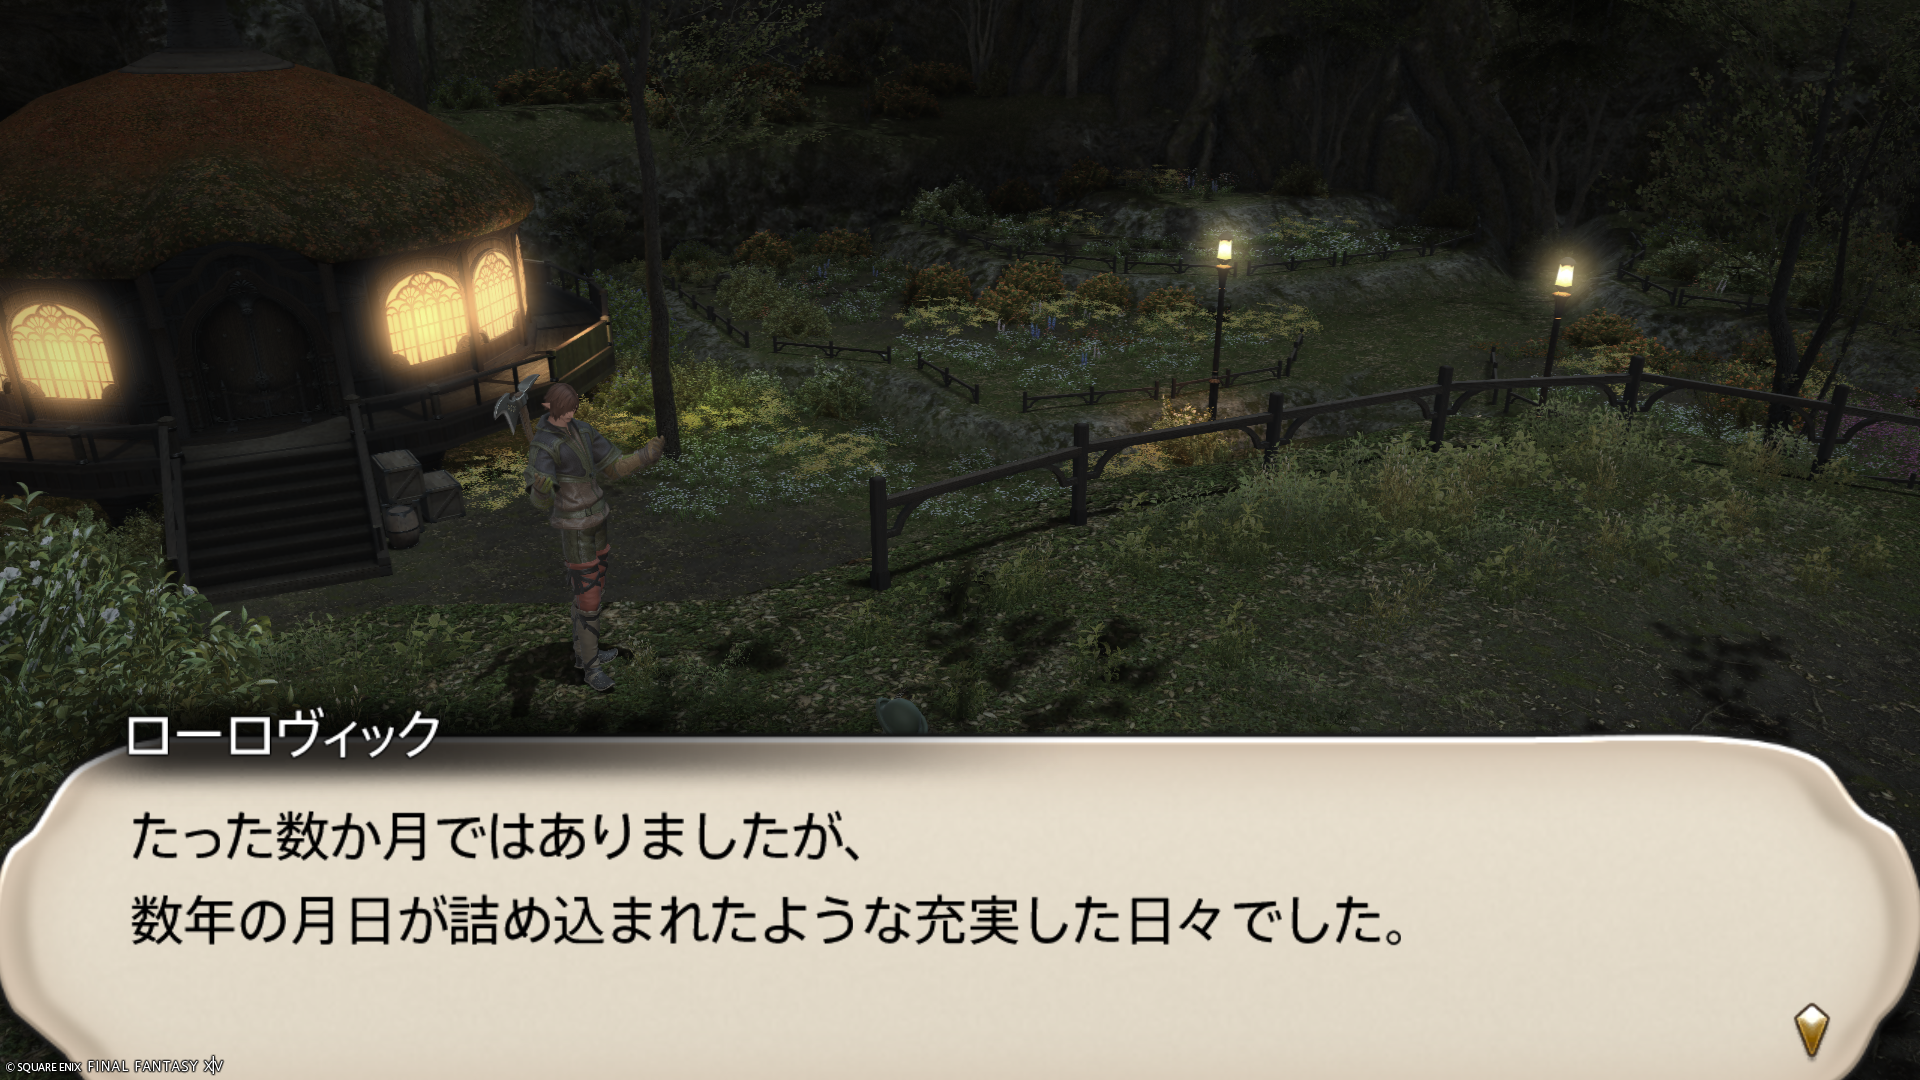 ローロヴィック
たった数か月ではありましたが、
数年の月日が詰め込まれたような充実した日々でした。
© SQUARE ENIX FINAL FANTASY XIV